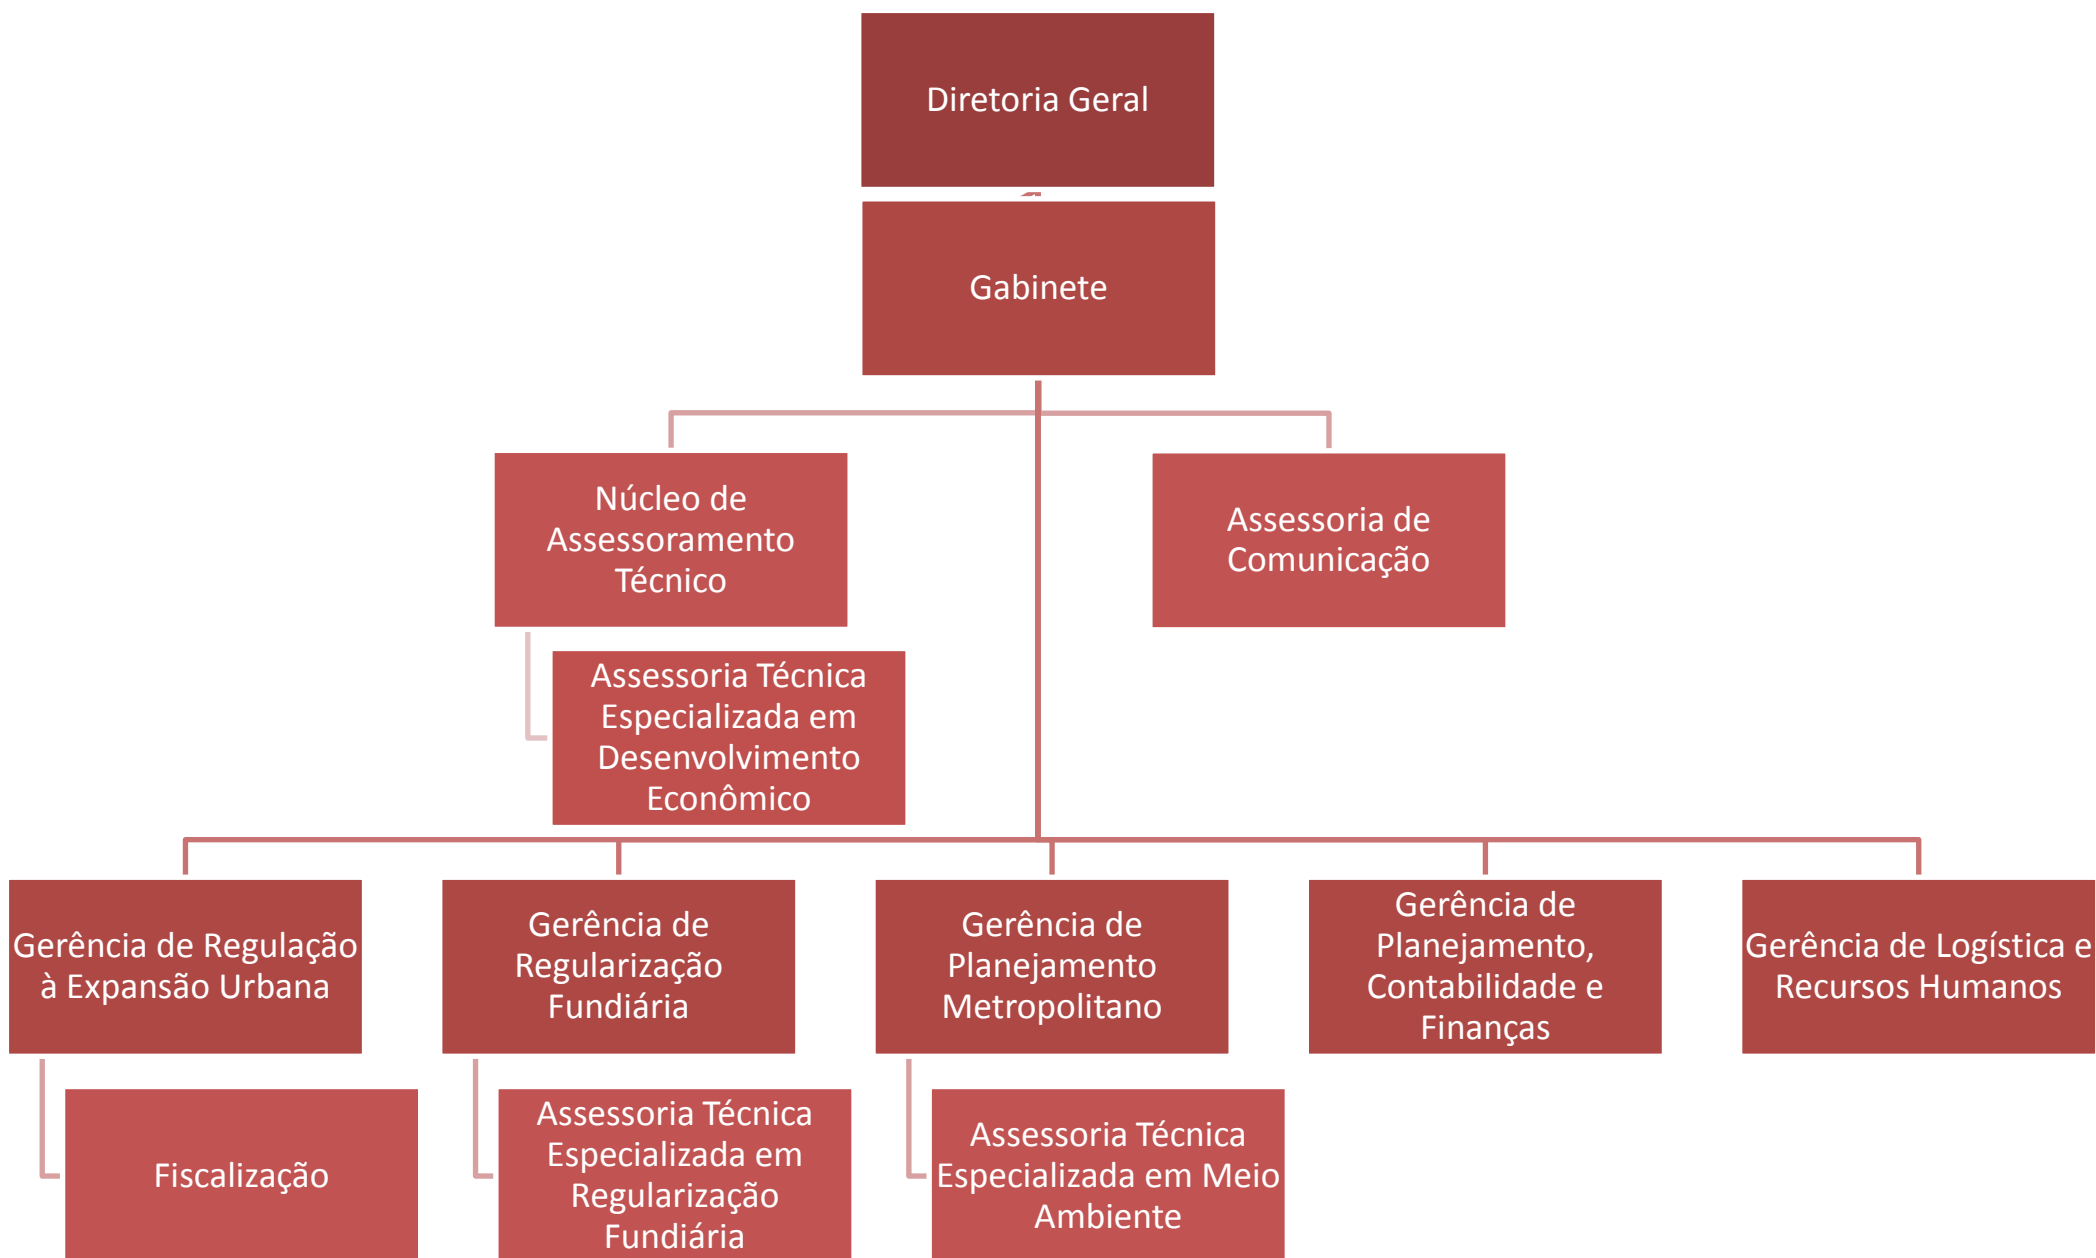 Diretoria Geral
Gabinete
Núcleo de
Assessoramento
Técnico
Assessoria de
Comunicação
Assessoria Técnica
Especializada em
Desenvolvimento
Econômico
Gerência de Regulação
à Expansão Urbana
Gerência de
Regularização
Fundiária
Gerência de
Planejamento
Metropolitano
Gerência de
Planejamento,
Contabilidade e
Finanças
Gerência de Logística e
Recursos Humanos
Fiscalização
Assessoria Técnica
Especializada em
Regularização
Fundiária
Assessoria Técnica
Especializada em Meio
Ambiente